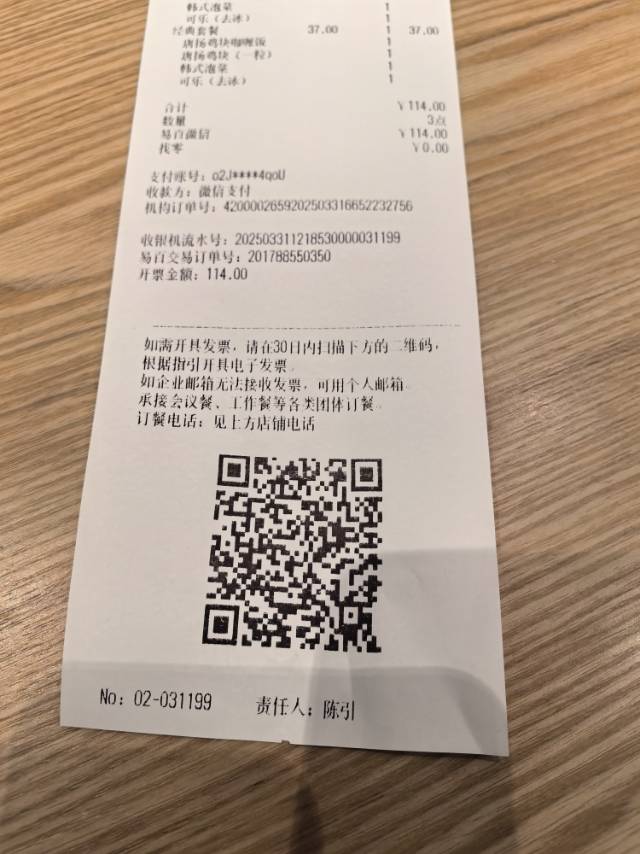 韩式泡菜 1
可乐（去冰） 1
经典套餐 37.00 1 37.00
唐扬鸡块咖喱饭 1
唐扬鸡块（一粒） 1
韩式泡菜 1
可乐（去冰） 1
合计 ￥114.00
数量 3点
易百微信 ￥114.00
找零 ￥0.00
支付账号：o2J****4qoU
收款方：微信支付
机构订单号：4200002659202503316652232756
收银机流水号：202503311218530000031199
易百交易订单号：201788550350
开票金额：114.00
如需开具发票，请在30日内扫描下方的二维码，
根据指引开具电子发票。
如企业邮箱无法接收发票，可用个人邮箱。
承接会议餐、工作餐等各类团体订餐。
订餐电话：见上方店铺电话
No：02-031199 责任人：陈引